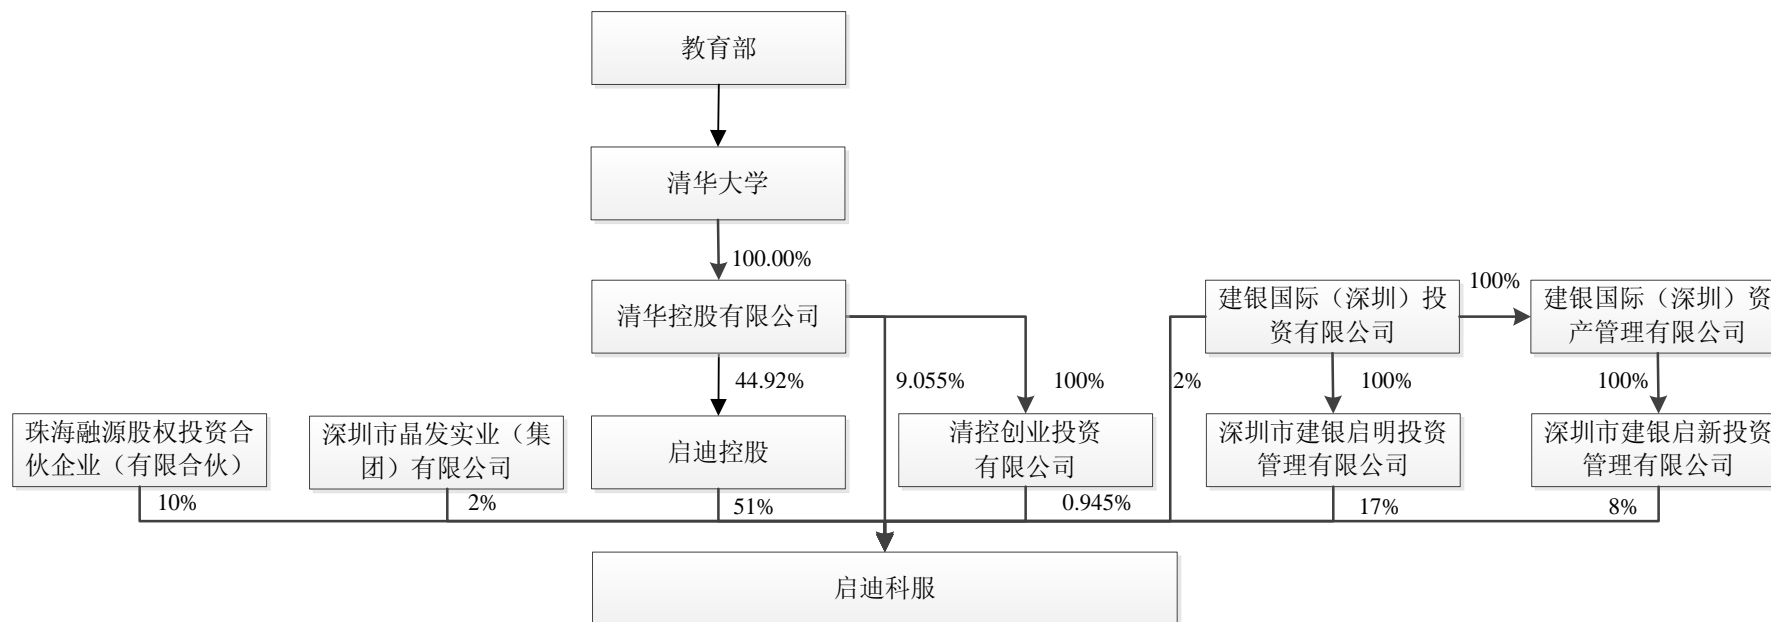 教育部
清华大学
100.00%
清华控股有限公司
建银国际（深圳）投
资有限公司
100%
建银国际（深圳）资
产管理有限公司
44.92%
9.055%
100%
2%
100%
100%
珠海融源股权投资合
伙企业（有限合伙）
深圳市晶发实业（集
团）有限公司
启迪控股
清控创业投资
有限公司
深圳市建银启明投资
管理有限公司
深圳市建银启新投资
管理有限公司
10%
2%
51%
0.945%
17%
8%
启迪科服